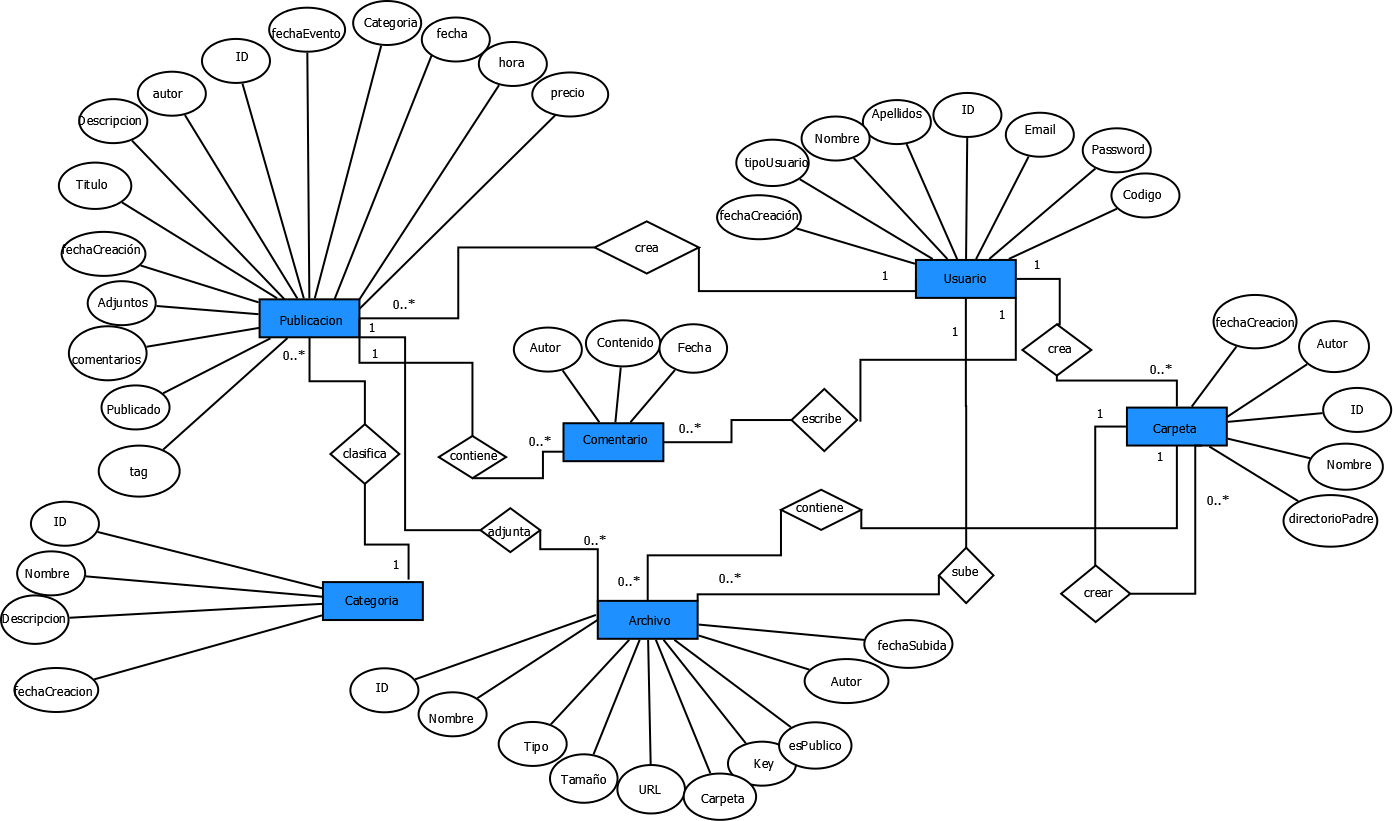 Categoria
fechaEvento
fecha
ID
hora
autor
precio
Descripcion
Titulo
fechaCreación
Adjuntos
comentarios
Publicado
tag
Publicacion
0..*
1
1
0..*
crea
1
ID
Apellidos
Email
Nombre
Password
tipoUsuario
Codigo
fechaCreación
Usuario
1
1
1
crea
0..*
fechaCreacion
Autor
ID
Nombre
directorioPadre
Carpeta
1
1
0..*
crear
Autor
Contenido
Fecha
Comentario
0..*
0..*
escribe
contiene
clasifica
1
adjunta
0..*
contiene
0..*
0..*
sube
ID
Nombre
Descripcion
fechaCreacion
Categoria
Archivo
ID
Nombre
Tipo
Tamaño
URL
Carpeta
Key
esPublico
Autor
fechaSubida